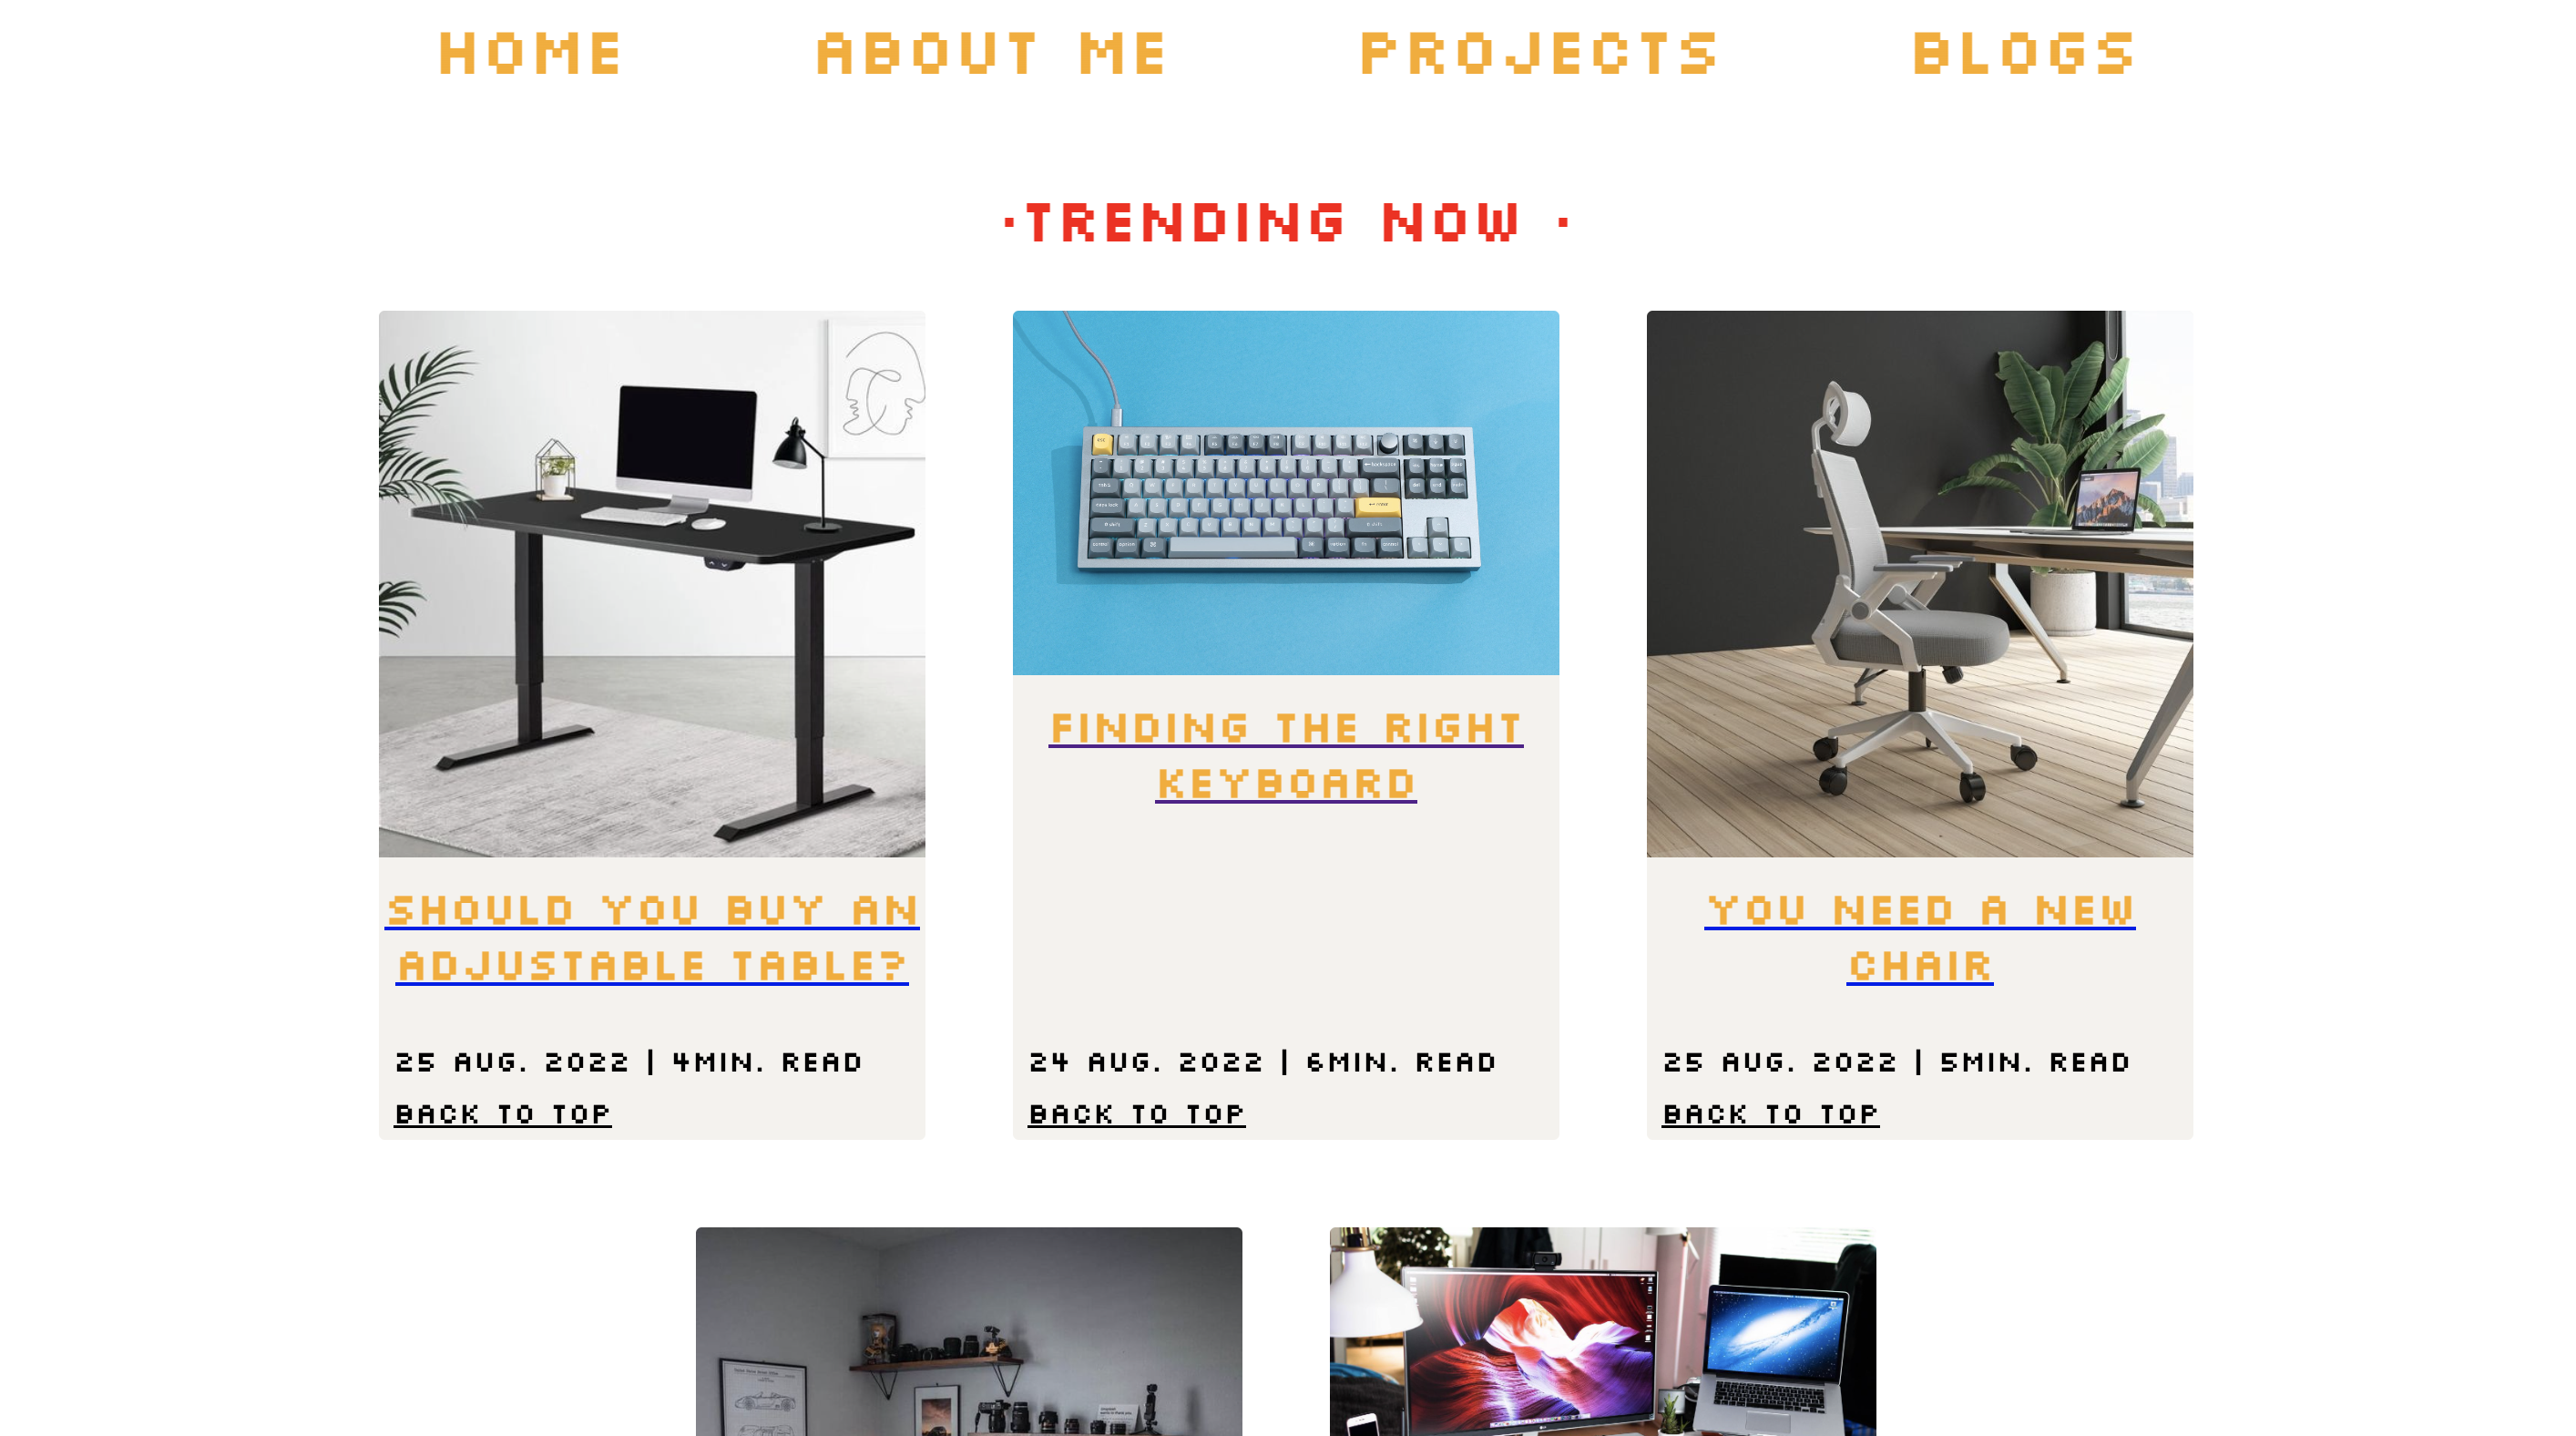 HOME ABOUT ME PROJECTS BLOGS
·TRENDING NOW ·
SHOULD YOU BUY AN
ADJUSTABLE TABLE?
25 AUG. 2022 | 4MIN. READ
BACK TO TOP
FINDING THE RIGHT
KEYBOARD
24 AUG. 2022 | 6MIN. READ
BACK TO TOP
YOU NEED A NEW
CHAIR
25 AUG. 2022 | 5MIN. READ
BACK TO TOP